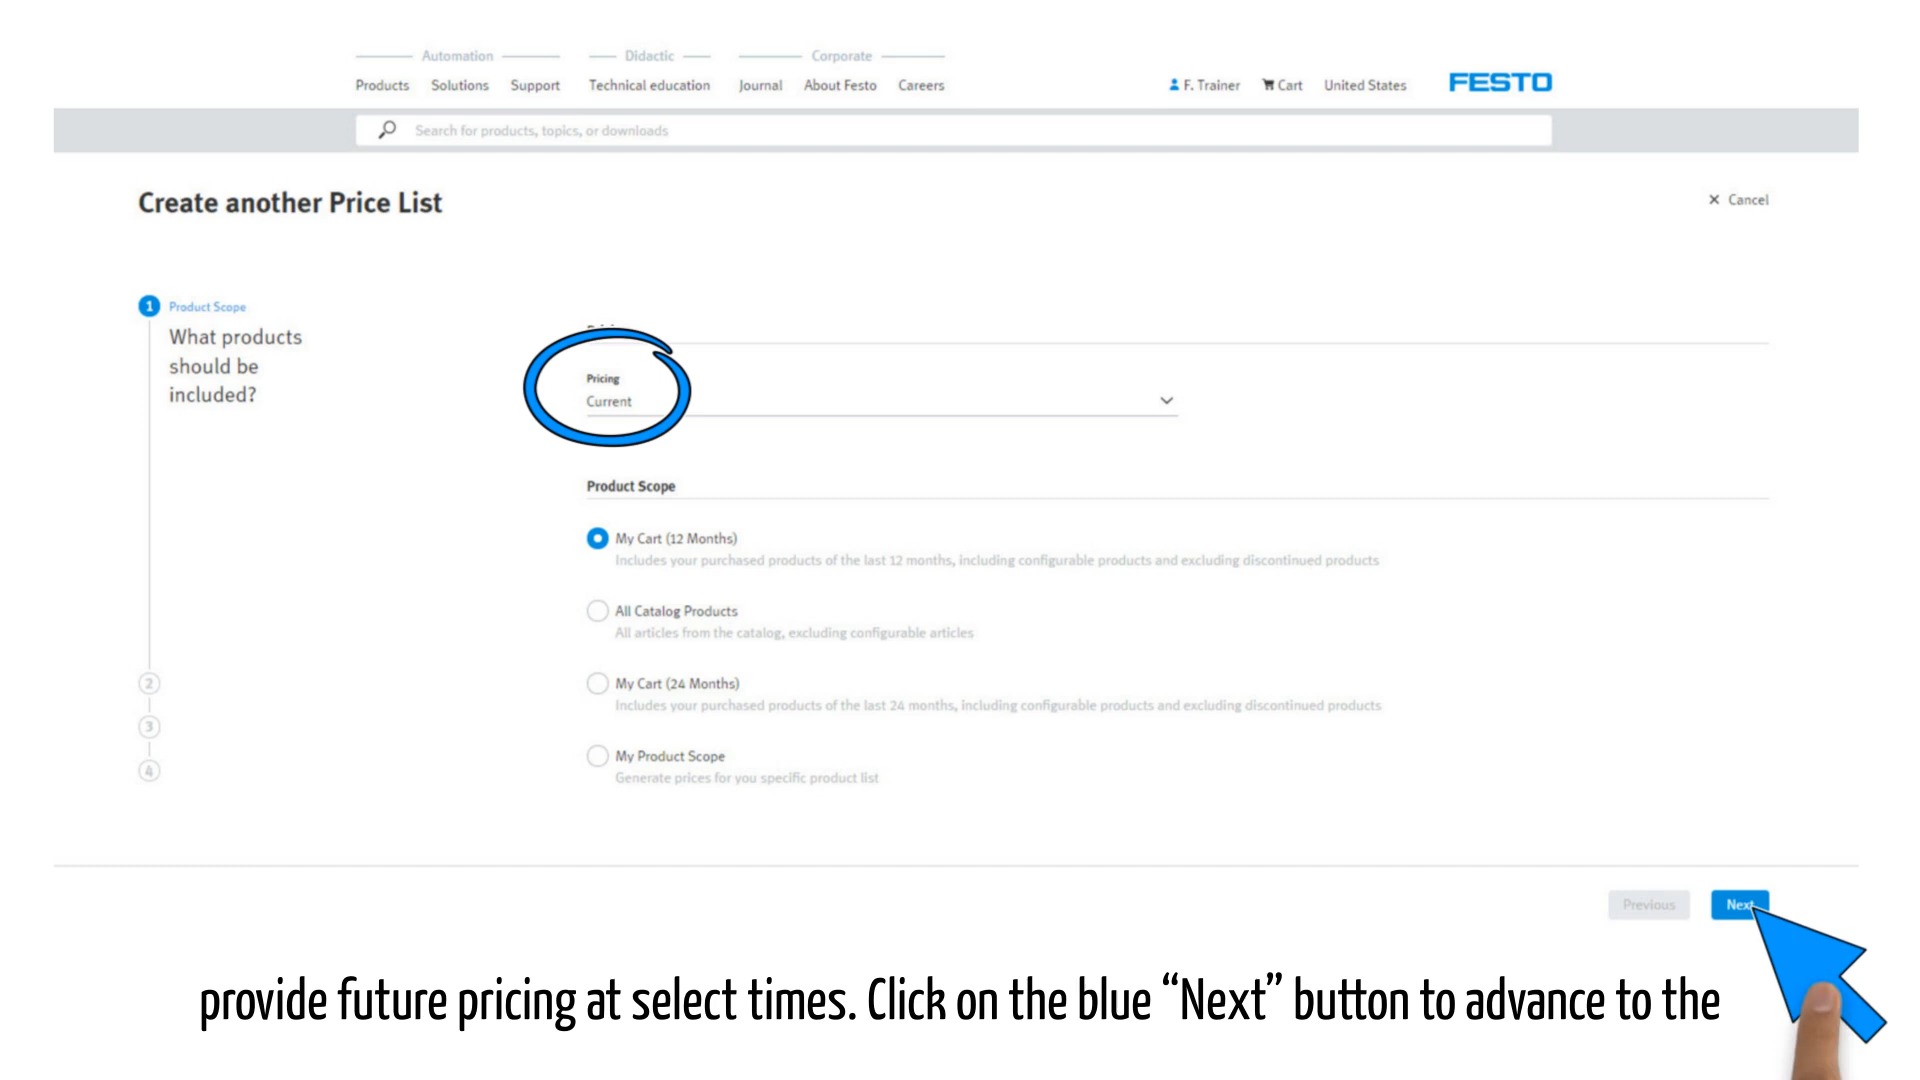 Automation Didactic Corporate
Products Solutions Support Technical education Journal About Festo Careers F. Trainer Cart United States FESTO
Search for products, topics, or downloads
Create another Price List
× Cancel
1 Product Scope
What products
should be
included?
Pricing
Current
Product Scope
My Cart (12 Months)
Includes your purchased products of the last 12 months, including configurable products and excluding discontinued products
All Catalog Products
All articles from the catalog, excluding configurable articles
2
My Cart (24 Months)
Includes your purchased products of the last 24 months, including configurable products and excluding discontinued products
3
My Product Scope
4
Generate prices for you specific product list
Previous Next
provide future pricing at select times. Click on the blue “Next” button to advance to the